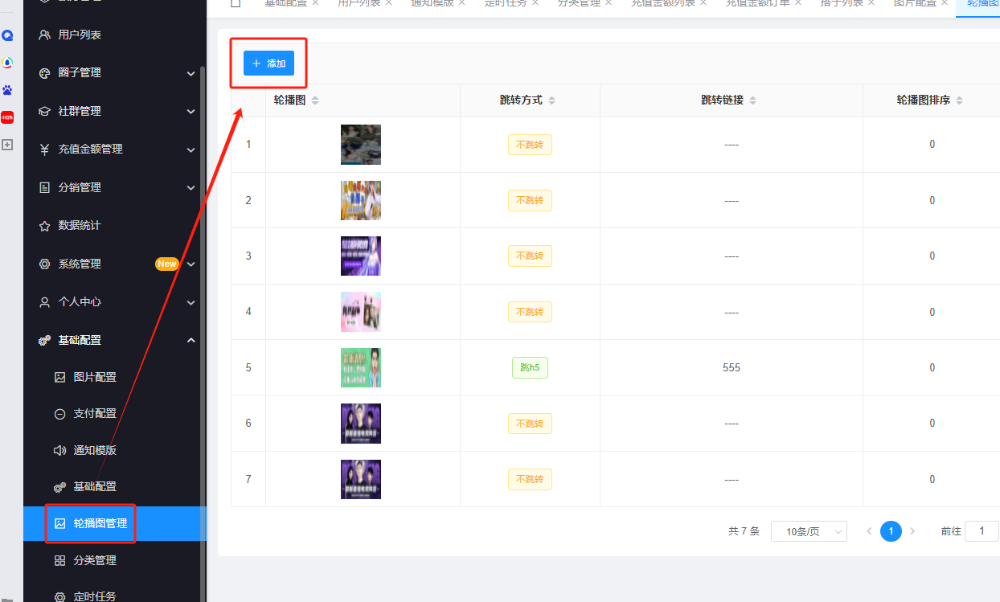 基础配置
用户列表
通知模版
定时任务
分类管理
充值金额列表
充值金额订单
搭子列表
图片配置
轮播图
用户列表
圈子管理
社群管理
充值金额管理
分销管理
数据统计
系统管理 New
个人中心
基础配置
图片配置
支付配置
通知模版
基础配置
轮播图管理
分类管理
定时任务
+ 添加
轮播图 跳转方式 跳转链接 轮播图排序
1 不跳转 ---- 0
2 不跳转 ---- 0
3 不跳转 ---- 0
4 不跳转 ---- 0
5 跳h5 555 0
6 不跳转 ---- 0
7 不跳转 ---- 0
共 7 条 10条/页 1 前往 1